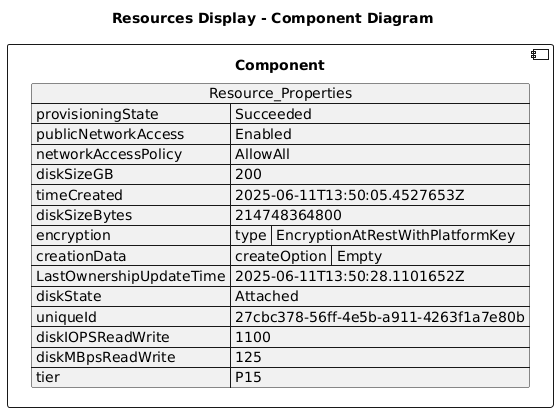 Resources Display - Component Diagram
Component
Resource_Properties
provisioningState Succeeded
publicNetworkAccess Enabled
networkAccessPolicy AllowAll
diskSizeGB 200
timeCreated 2025-06-11T13:50:05.4527653Z
diskSizeBytes 214748364800
encryption type EncryptionAtRestWithPlatformKey
creationData createOption Empty
LastOwnershipUpdateTime 2025-06-11T13:50:28.1101652Z
diskState Attached
uniqueId 27cbc378-56ff-4e5b-a911-4263f1a7e80b
diskIOPSReadWrite 1100
diskMBpsReadWrite 125
tier P15